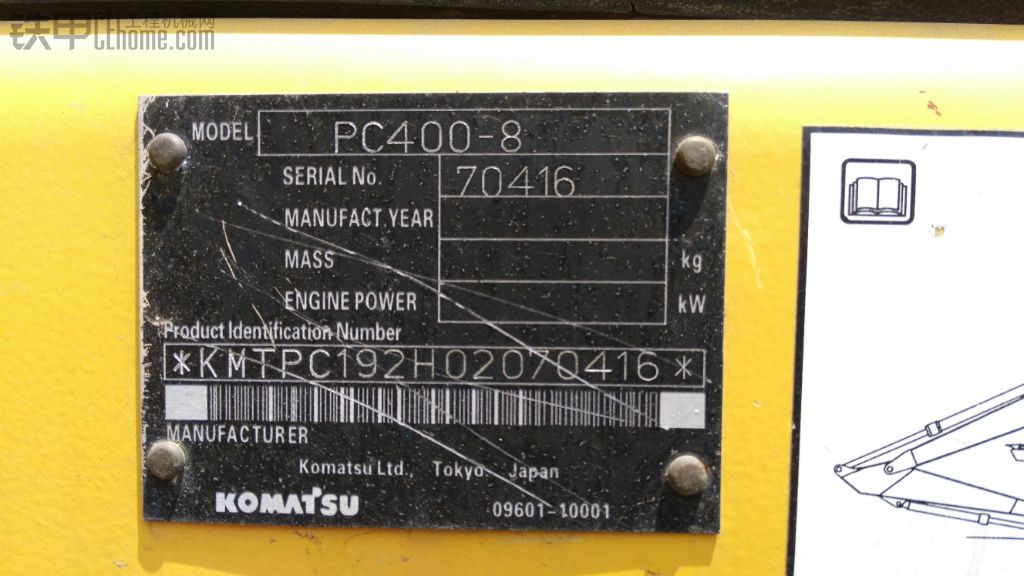 铁甲 工程机械网
CEhome.com
MODEL PC400-8
SERIAL No. 70416
MANUFACT.YEAR
MASS kg
ENGINE POWER kW
Product Identification Number
*KMTPC192H02070416*
MANUFACTURER
Komatsu Ltd., Tokyo Japan
KOMATSU 09601-10001